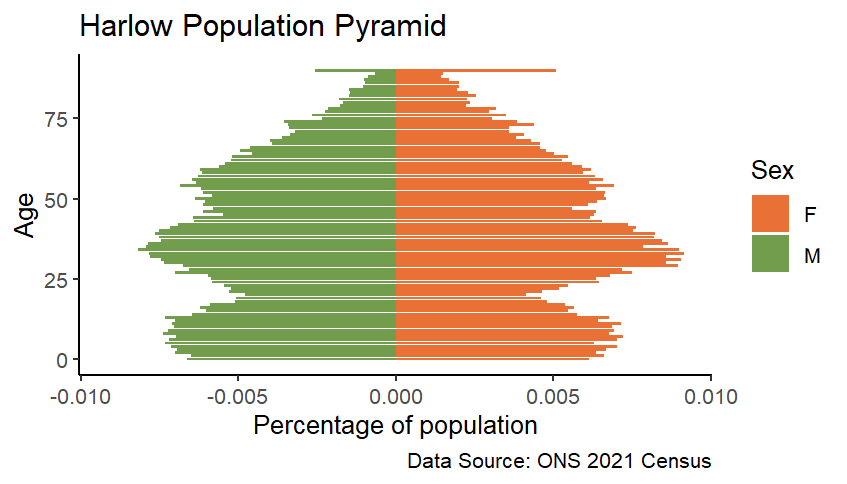 Harlow Population Pyramid
75
50
25
0
Age
-0.010 -0.005 0.000 0.005 0.010
Percentage of population
Sex
F
M
Data Source: ONS 2021 Census